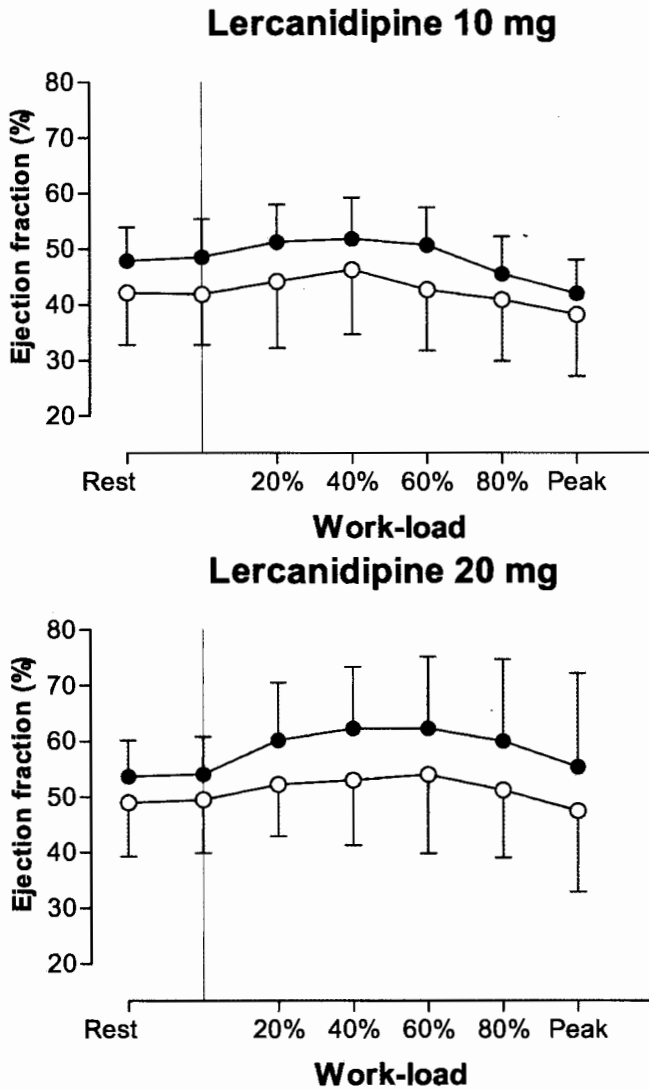 Lercanidipine 10 mg
Ejection fraction (%)
80
70
60
50
40
30
20
Rest 20% 40% 60% 80% Peak
Work-load
Lercanidipine 20 mg
Ejection fraction (%)
80
70
60
50
40
30
20
Rest 20% 40% 60% 80% Peak
Work-load